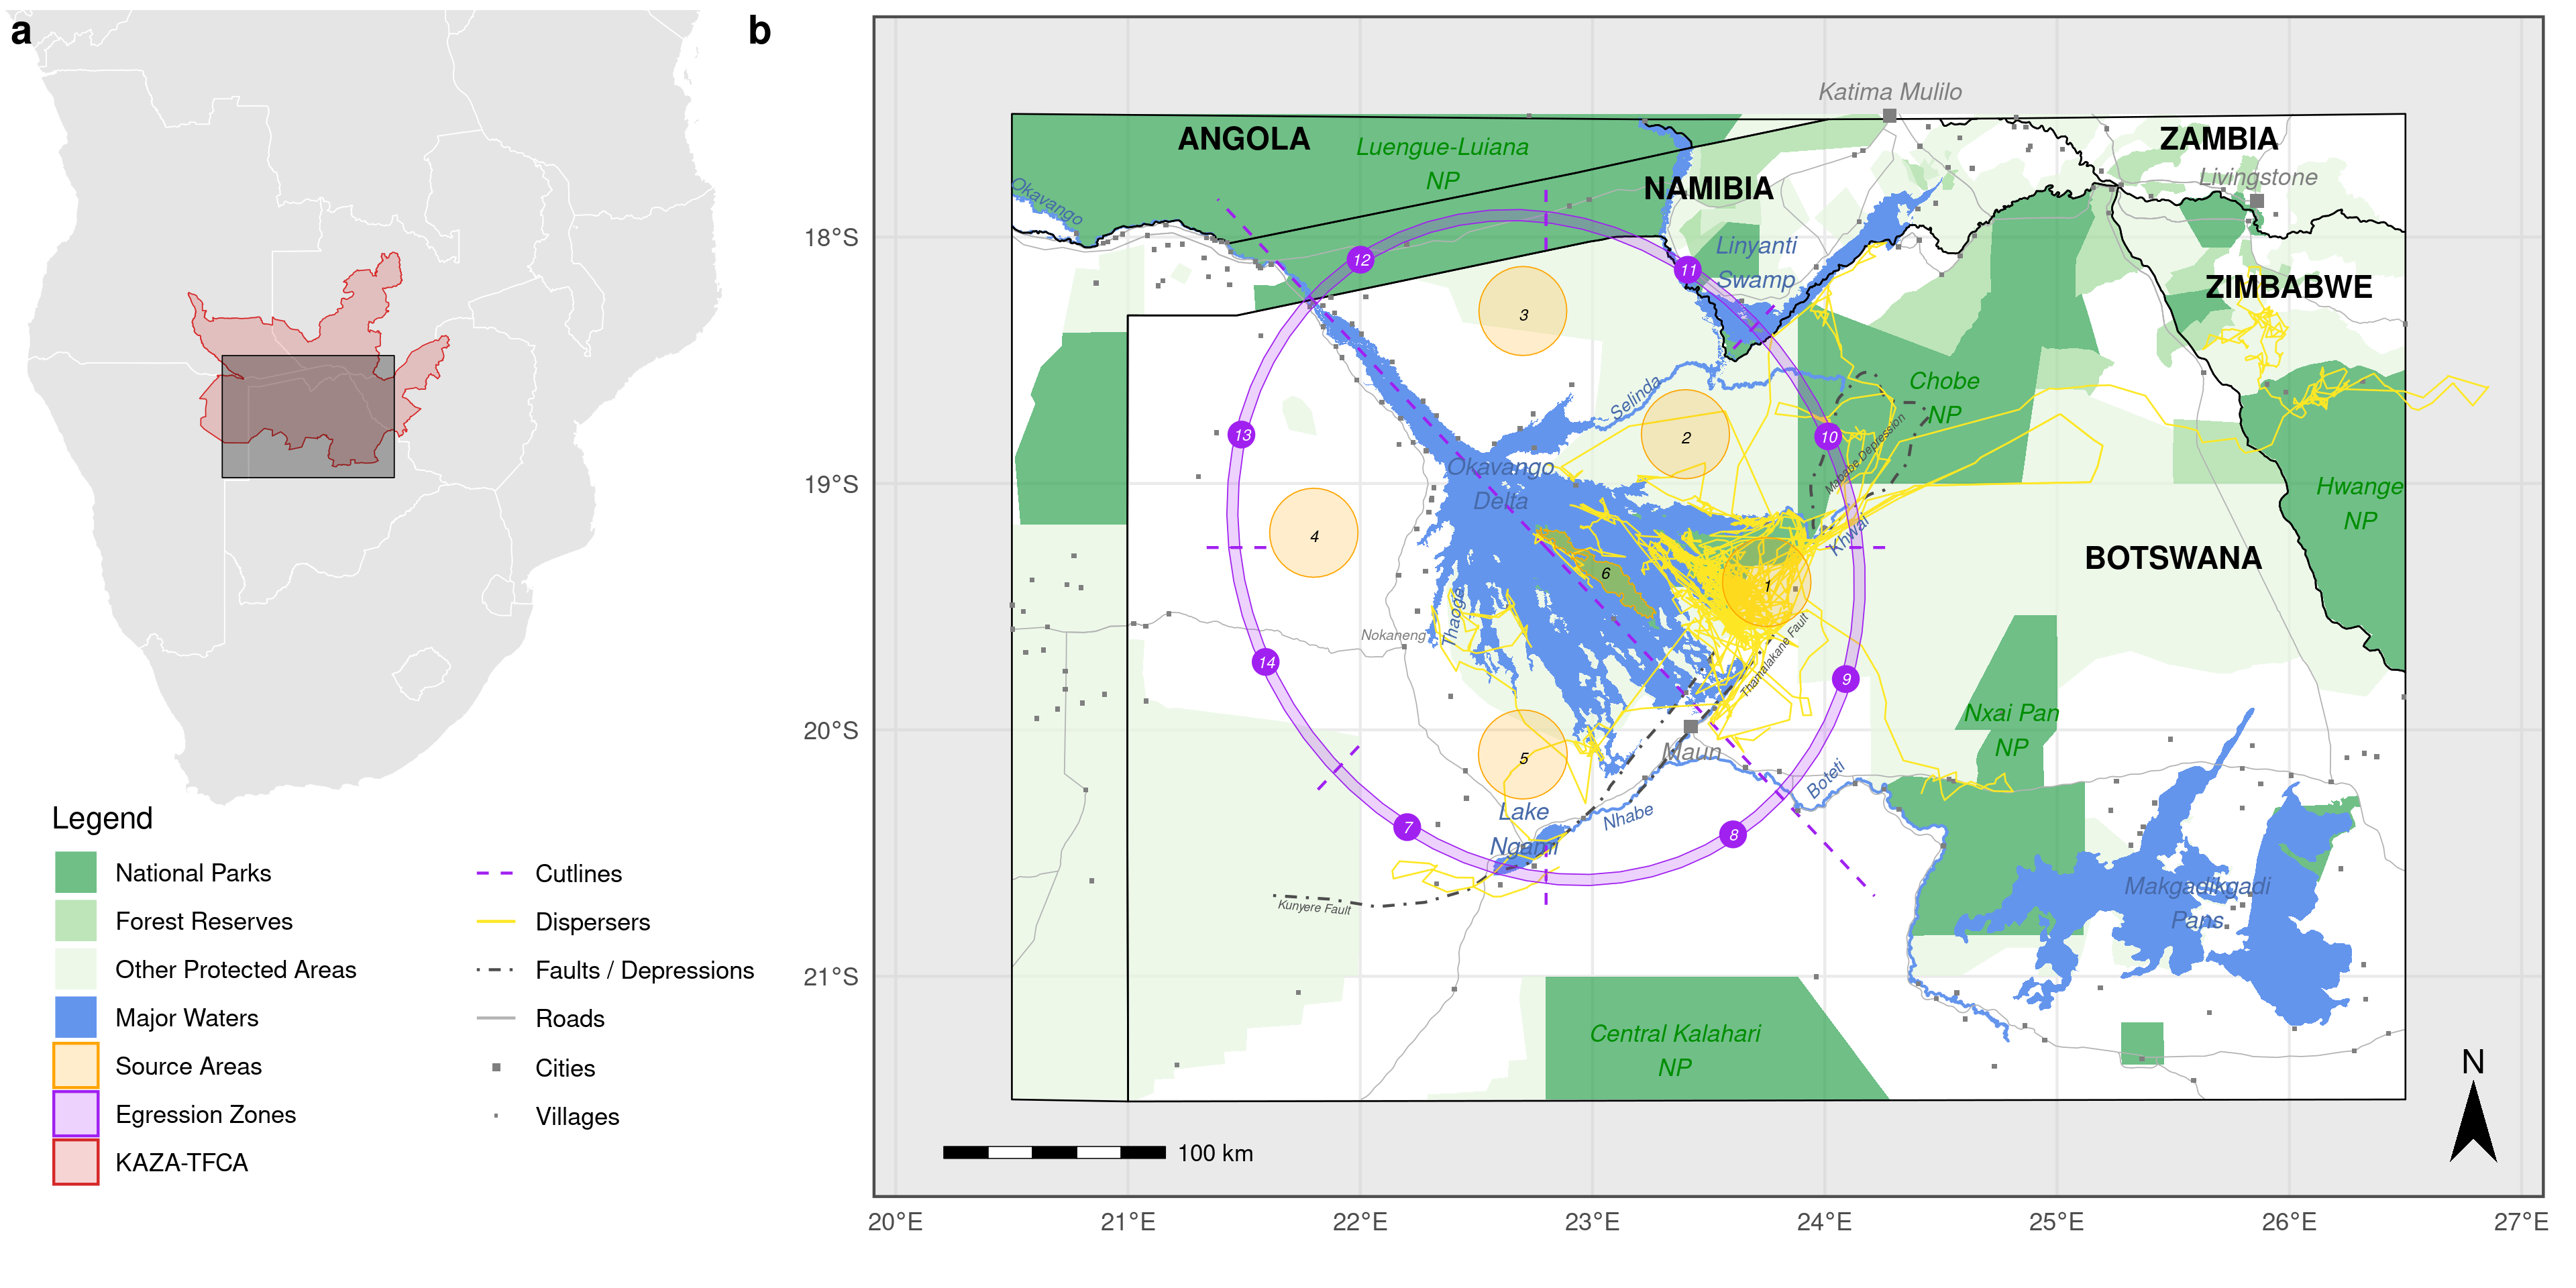 a
b
Katima Mulilo
ANGOLA
Luengue-Luiana
NP
ZAMBIA
Livingstone
NAMIBIA
Okavango
18°S
12
11
Linyanti
Swamp
ZIMBABWE
3
Selinda
Chobe
NP
13
2
10
Mababe Depression
Okavango
Delta
19°S
Hwange
NP
4
Khwai
BOTSWANA
6
1
Thaoge
Nokaneng
Thamalakane Fault
14
9
Nxai Pan
NP
20°S
Maun
5
Boteti
Lake
Ngami
Nhabe
7
8
Kunyere Fault
Makgadikgadi
Pans
21°S
Central Kalahari
NP
N
100 km
20°E
21°E
22°E
23°E
24°E
25°E
26°E
27°E
Legend
National Parks
Forest Reserves
Other Protected Areas
Major Waters
Source Areas
Egression Zones
KAZA-TFCA
Cutlines
Dispersers
Faults / Depressions
Roads
Cities
Villages